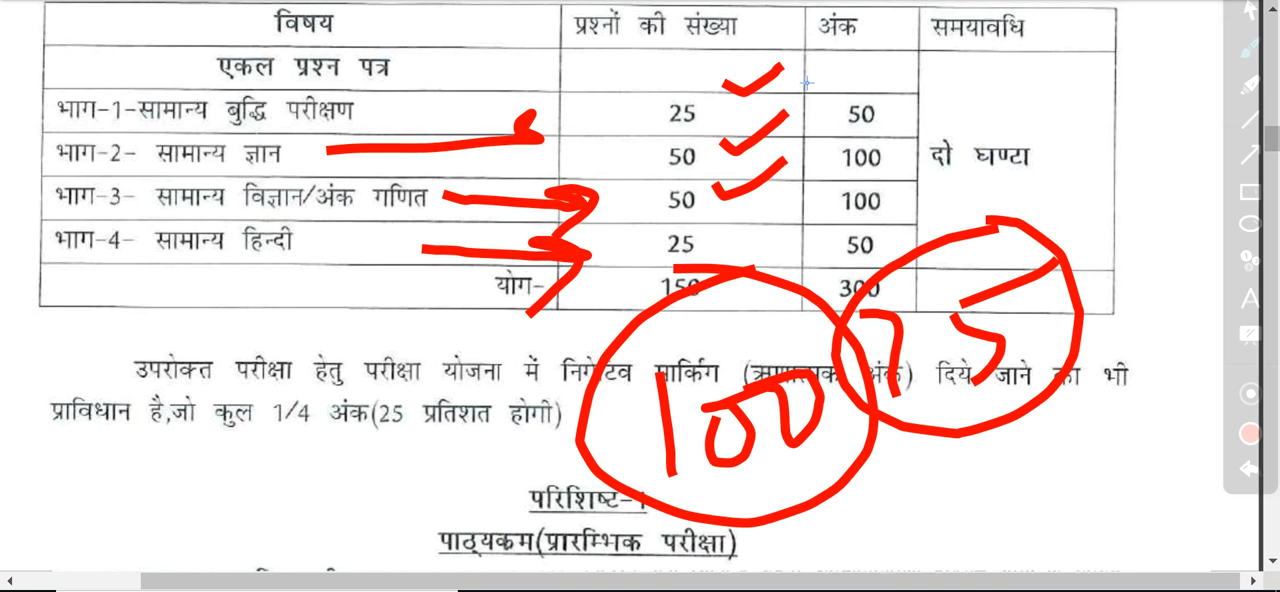 विषय प्रश्नों की संख्या अंक समयावधि
एकल प्रश्न पत्र
भाग-1-सामान्य बुद्धि परीक्षण 25 50
भाग-2- सामान्य ज्ञान 50 100 दो घण्टा
भाग-3- सामान्य विज्ञान/अंक गणित 50 100
भाग-4- सामान्य हिन्दी 25 50
योग- 150 300
75
उपरोक्त परीक्षा हेतु परीक्षा योजना में निगेटिव मार्किंग (ऋणात्मक अंक) दिये जाने का भी
प्राविधान है,जो कुल 1/4 अंक(25 प्रतिशत होगी)
100
परिशिष्ट-1
पाठ्यकम(प्रारम्भिक परीक्षा)